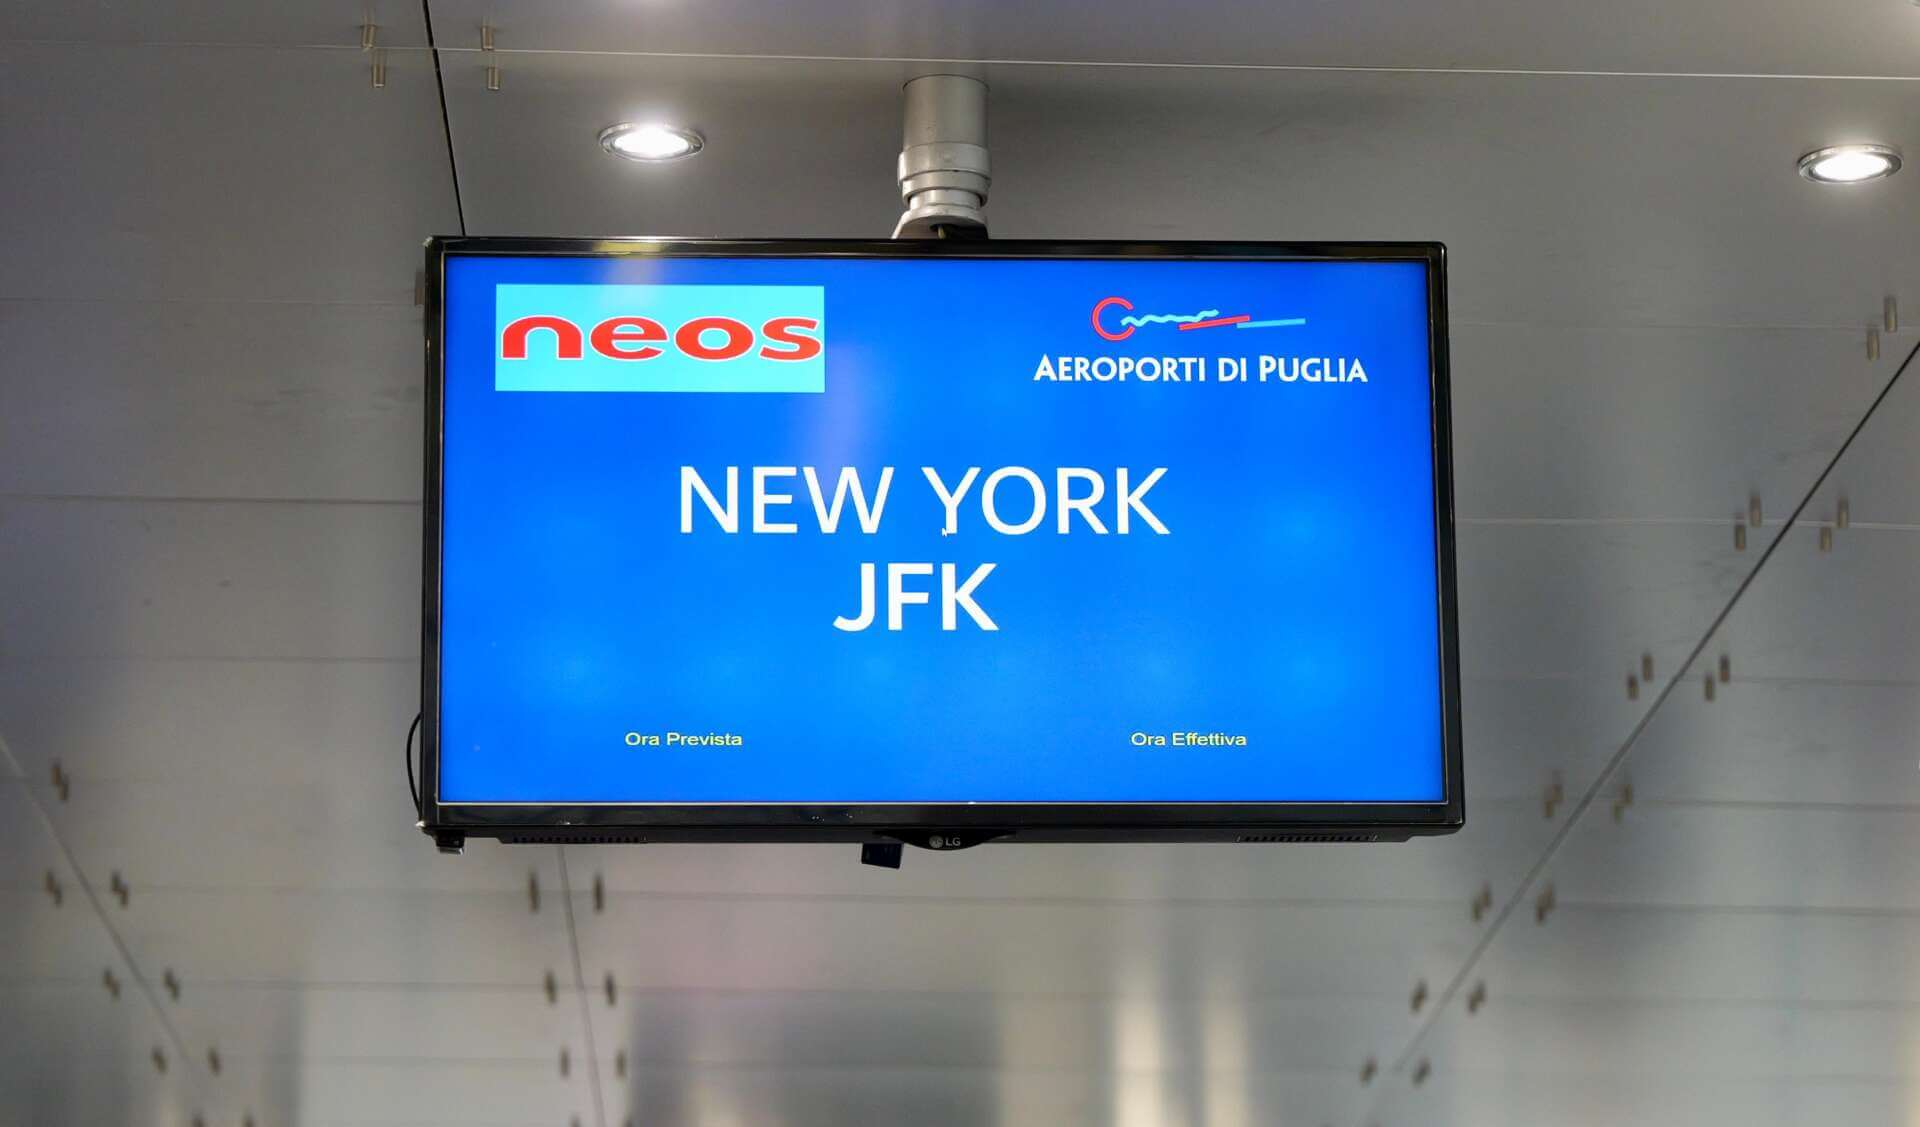 neos
AEROPORTI DI PUGLIA
NEW YORK
JFK
Ora Prevista
Ora Effettiva
LG